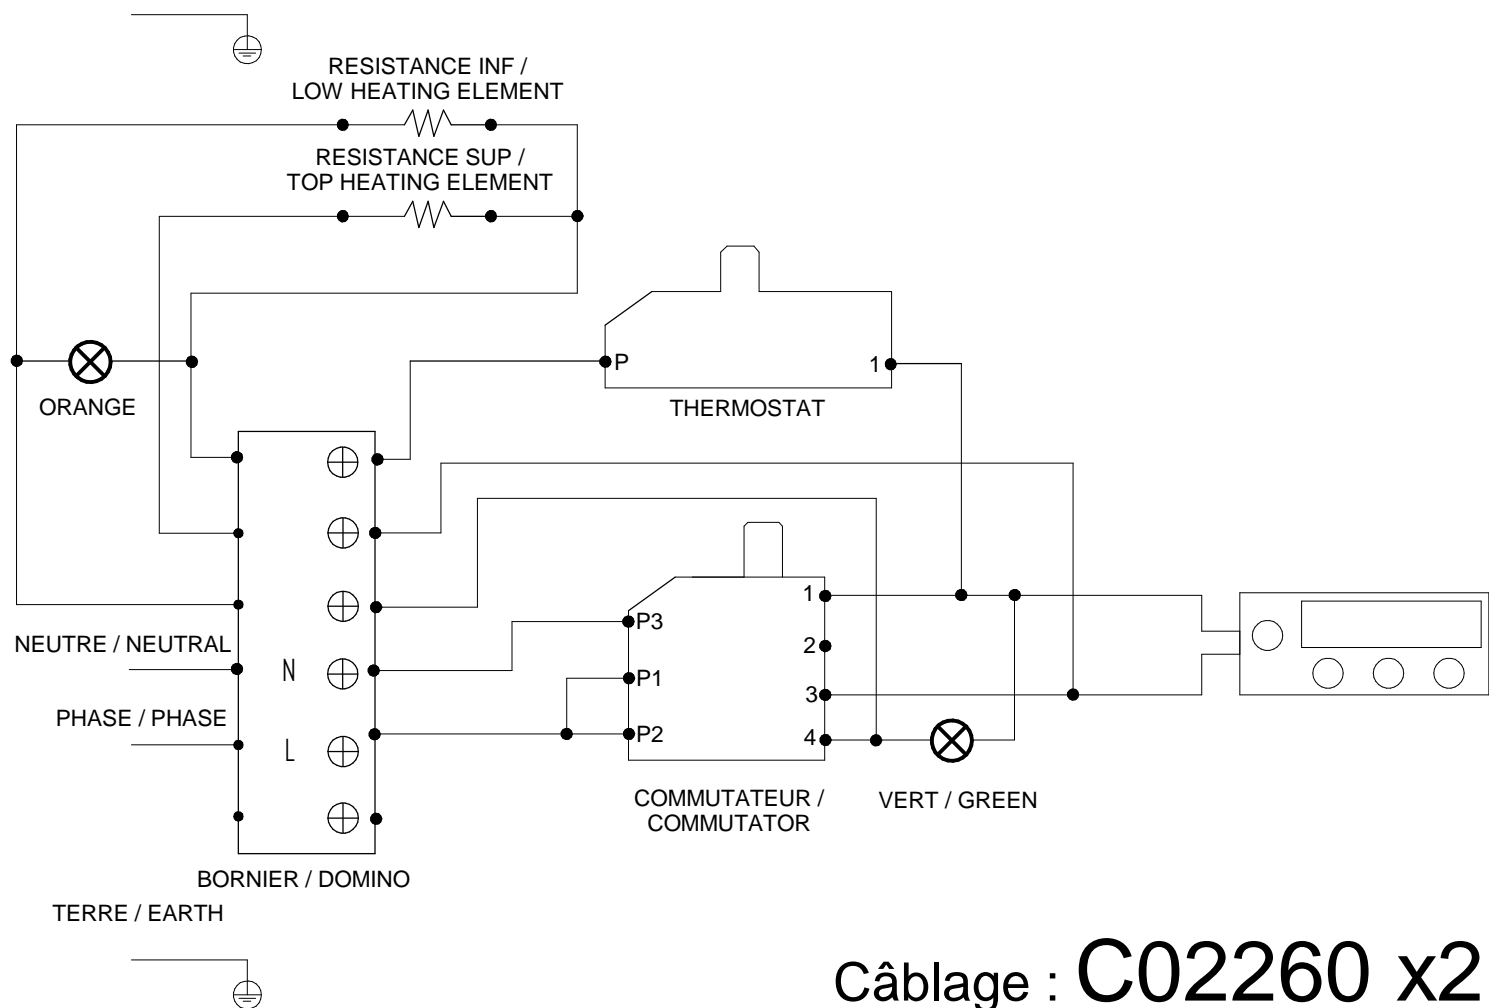 RESISTANCE INF /
LOW HEATING ELEMENT
RESISTANCE SUP /
TOP HEATING ELEMENT
P
1
THERMOSTAT
ORANGE
NEUTRE / NEUTRAL
N
PHASE / PHASE
L
P3
P1
P2
1
2
3
4
COMMUTATEUR /
COMMUTATOR
VERT / GREEN
BORNIER / DOMINO
TERRE / EARTH
Câblage : C02260 x2